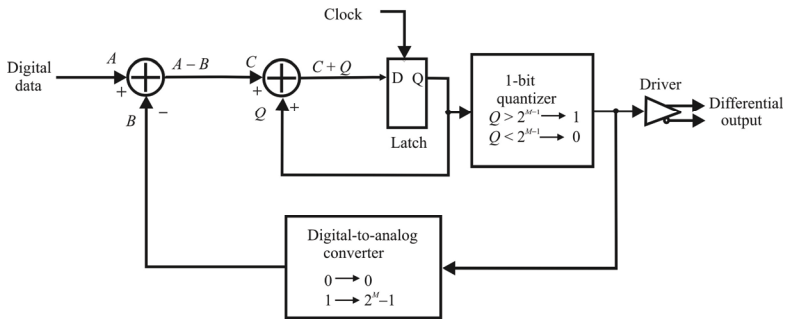 Clock
Digital
data
A
+
A – B
B
–
C
+
C + Q
Q
+
D Q
Latch
1-bit
quantizer
Q > 2^{M–1} → 1
Q < 2^{M–1} → 0
Driver
Differential
output
Digital-to-analog
converter
0 → 0
1 → 2^M–1